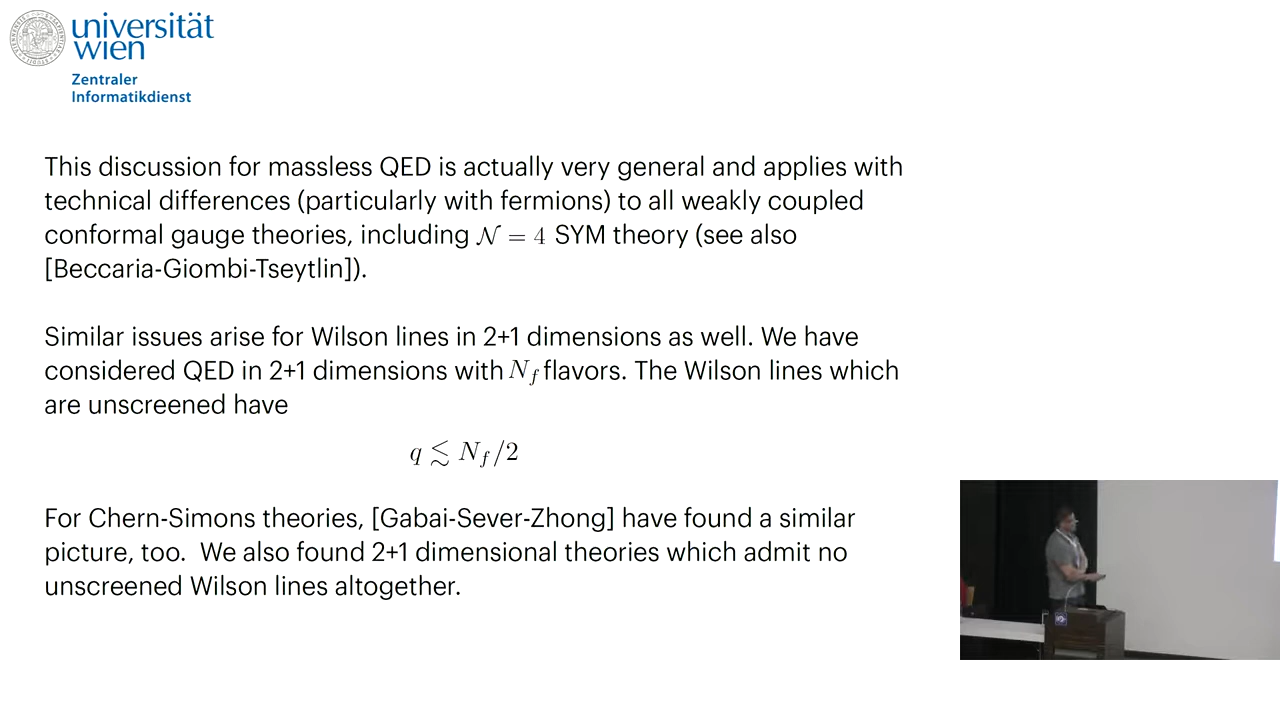 universität
wien
Zentraler
Informatikdienst
This discussion for massless QED is actually very general and applies with
technical differences (particularly with fermions) to all weakly coupled
conformal gauge theories, including 𝒩 = 4 SYM theory (see also
[Beccaria-Giombi-Tseytlin]).
Similar issues arise for Wilson lines in 2+1 dimensions as well. We have
considered QED in 2+1 dimensions with N_f flavors. The Wilson lines which
are unscreened have
q ≲ N_f/2
For Chern-Simons theories, [Gabai-Sever-Zhong] have found a similar
picture, too. We also found 2+1 dimensional theories which admit no
unscreened Wilson lines altogether.